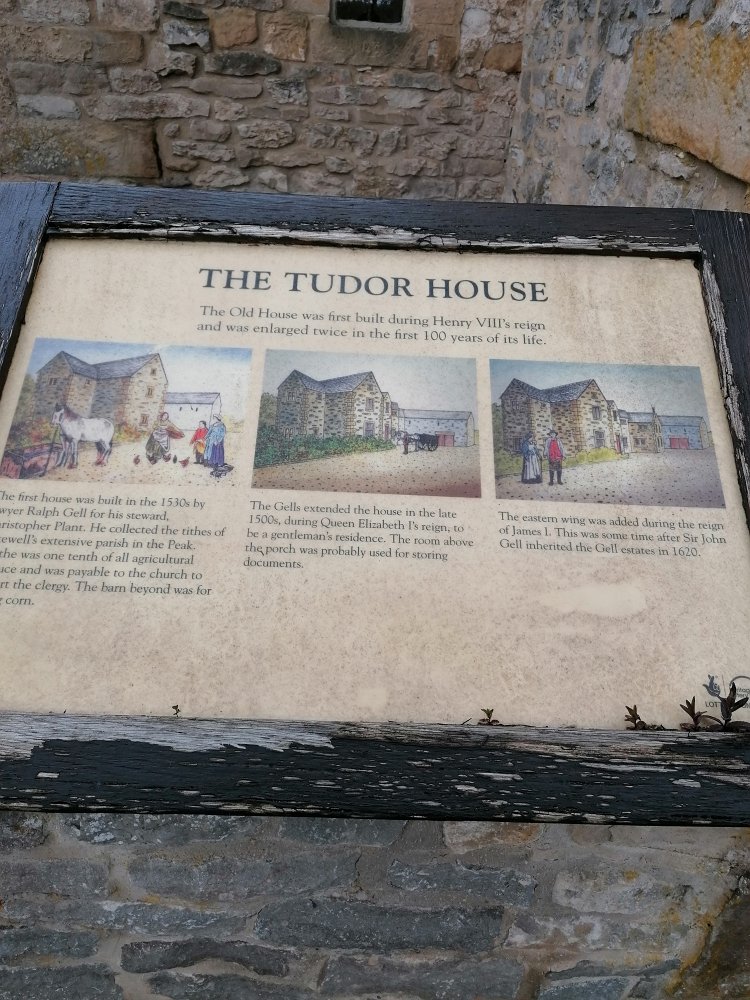 THE TUDOR HOUSE
The Old House was first built during Henry VIII's reign
and was enlarged twice in the first 100 years of its life.
he first house was built in the 1530s by
wyer Ralph Gell for his steward,
ristopher Plant. He collected the tithes of
ewell's extensive parish in the Peak.
the was one tenth of all agricultural
uce and was payable to the church to
rt the clergy. The barn beyond was for
g corn.
The Gells extended the house in the late
1500s, during Queen Elizabeth I's reign, to
be a gentleman's residence. The room above
the porch was probably used for storing
documents.
The eastern wing was added during the reign
of James I. This was some time after Sir John
Gell inherited the Gell estates in 1620.
LOTT